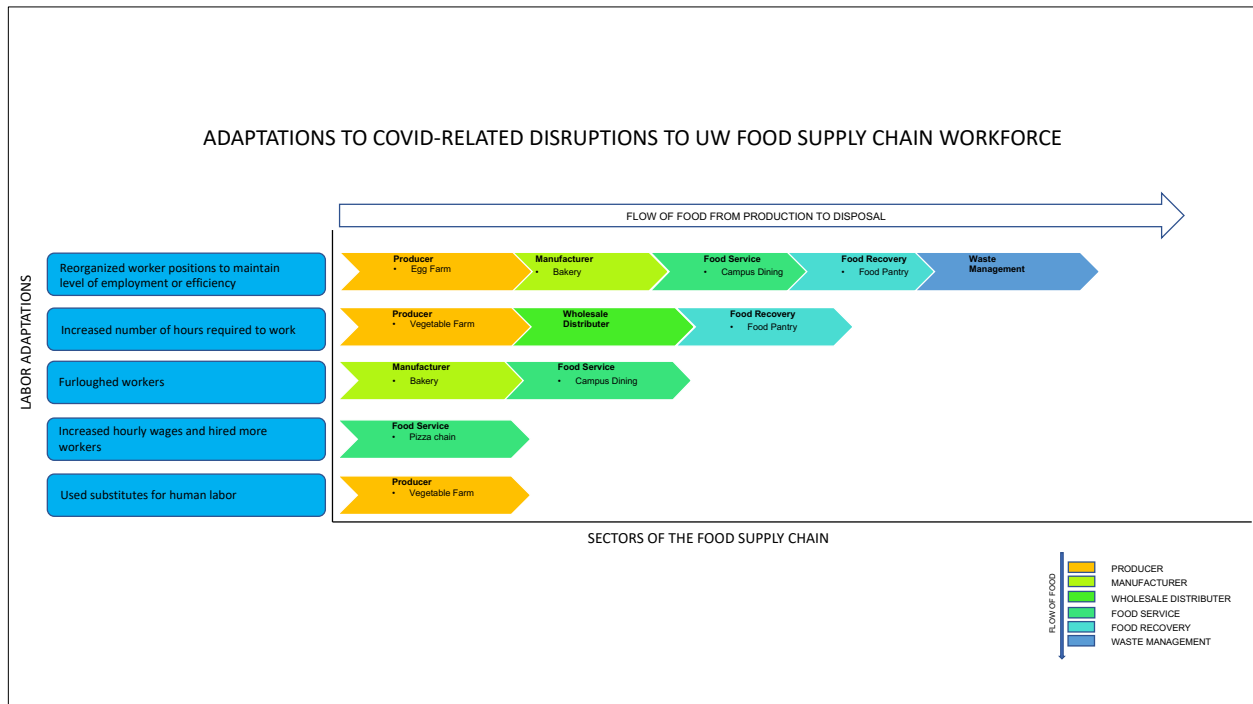 ADAPTATIONS TO COVID-RELATED DISRUPTIONS TO UW FOOD SUPPLY CHAIN WORKFORCE
FLOW OF FOOD FROM PRODUCTION TO DISPOSAL
LABOR ADAPTATIONS
Reorganized worker positions to maintain
level of employment or efficiency
Producer
• Egg Farm
Manufacturer
• Bakery
Food Service
• Campus Dining
Food Recovery
• Food Pantry
Waste
Management
Increased number of hours required to work
Producer
• Vegetable Farm
Wholesale
Distributer
Food Recovery
• Food Pantry
Furloughed workers
Manufacturer
• Bakery
Food Service
• Campus Dining
Increased hourly wages and hired more
workers
Food Service
• Pizza chain
Used substitutes for human labor
Producer
• Vegetable Farm
SECTORS OF THE FOOD SUPPLY CHAIN
FLOW OF FOOD
PRODUCER
MANUFACTURER
WHOLESALE DISTRIBUTER
FOOD SERVICE
FOOD RECOVERY
WASTE MANAGEMENT